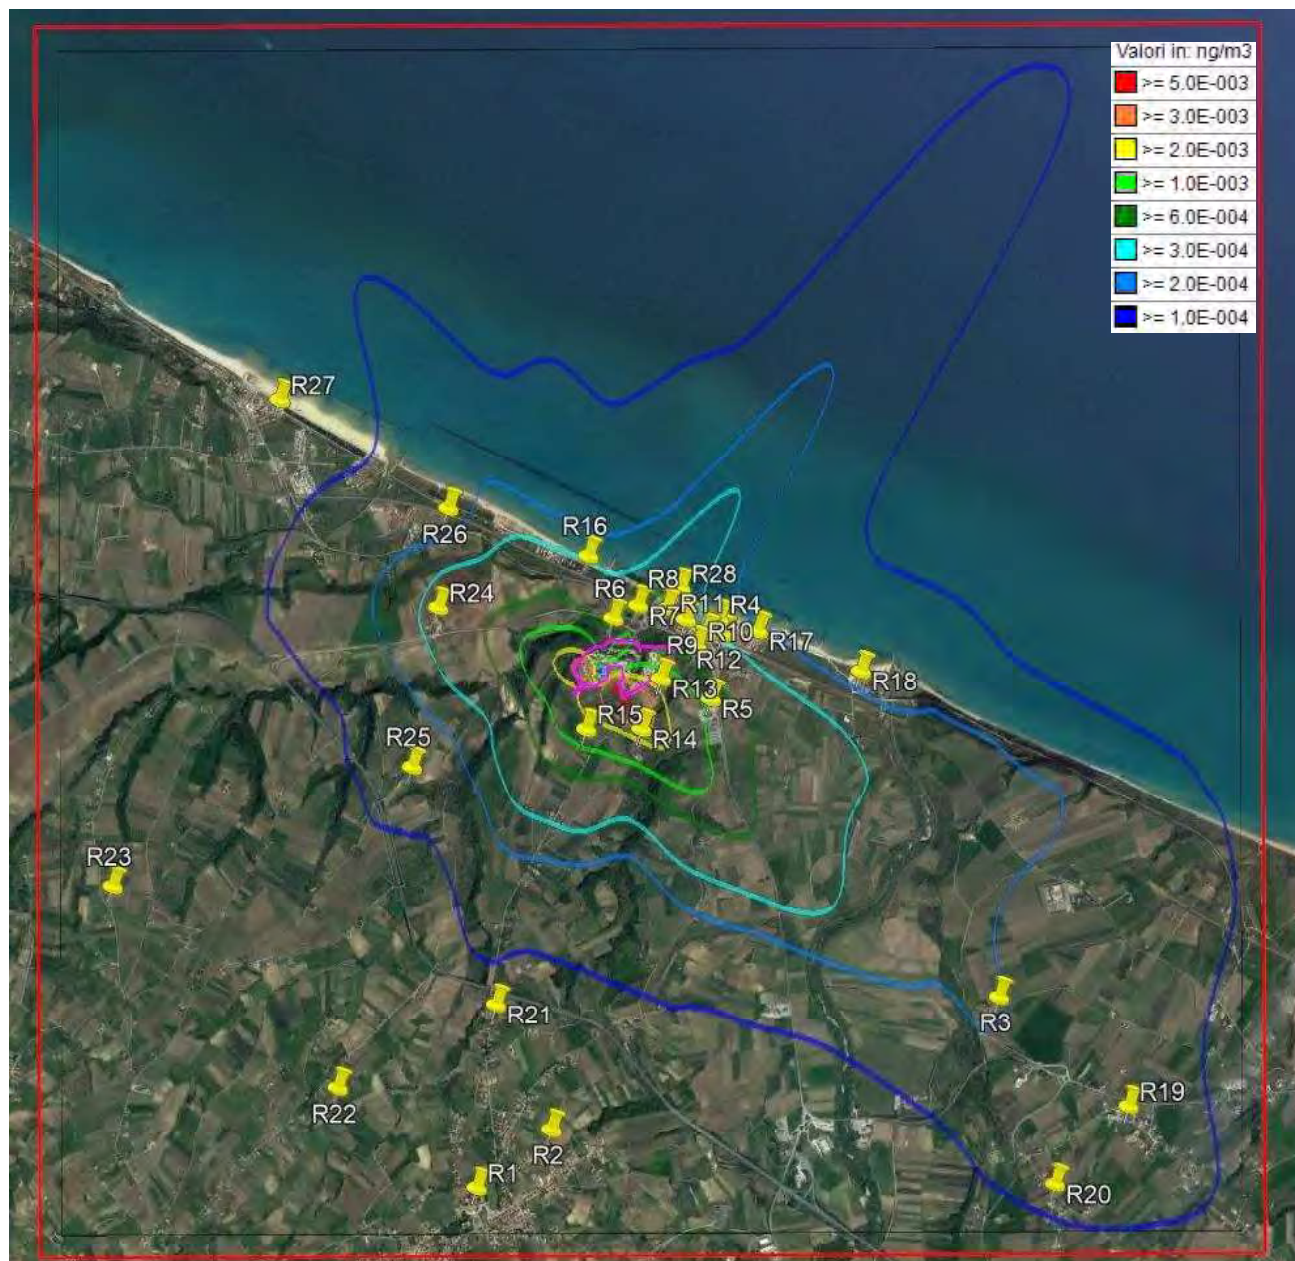 Valori in: ng/m3
>= 5.0E-003
>= 3.0E-003
>= 2.0E-003
>= 1.0E-003
>= 6.0E-004
>= 3.0E-004
>= 2.0E-004
>= 1.0E-004
R27
R26
R16
R24
R6
R8
R28
R7
R11
R4
R9
R10
R17
R12
R13
R18
R5
R15
R14
R25
R23
R21
R3
R22
R19
R2
R1
R20